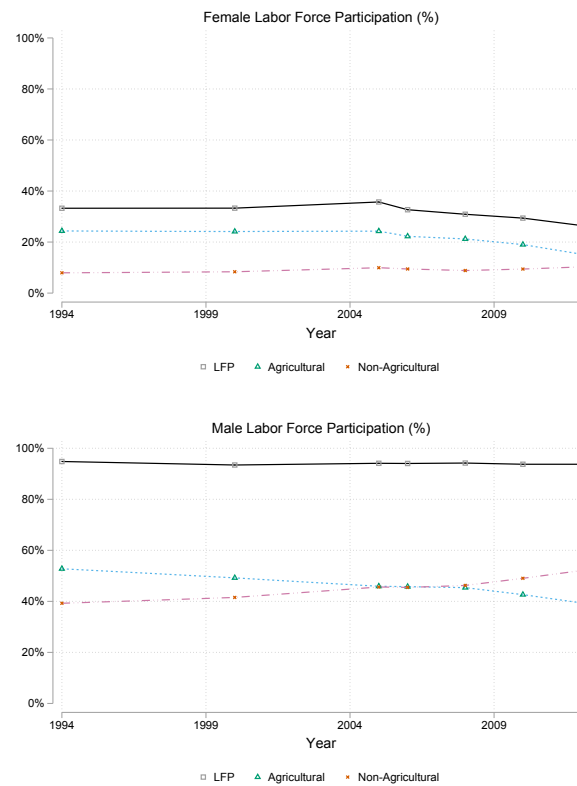 Female Labor Force Participation (%)
100%
80%
60%
40%
20%
0%
1994 1999 2004 2009
Year
LFP Agricultural Non-Agricultural
Male Labor Force Participation (%)
100%
80%
60%
40%
20%
0%
1994 1999 2004 2009
Year
LFP Agricultural Non-Agricultural